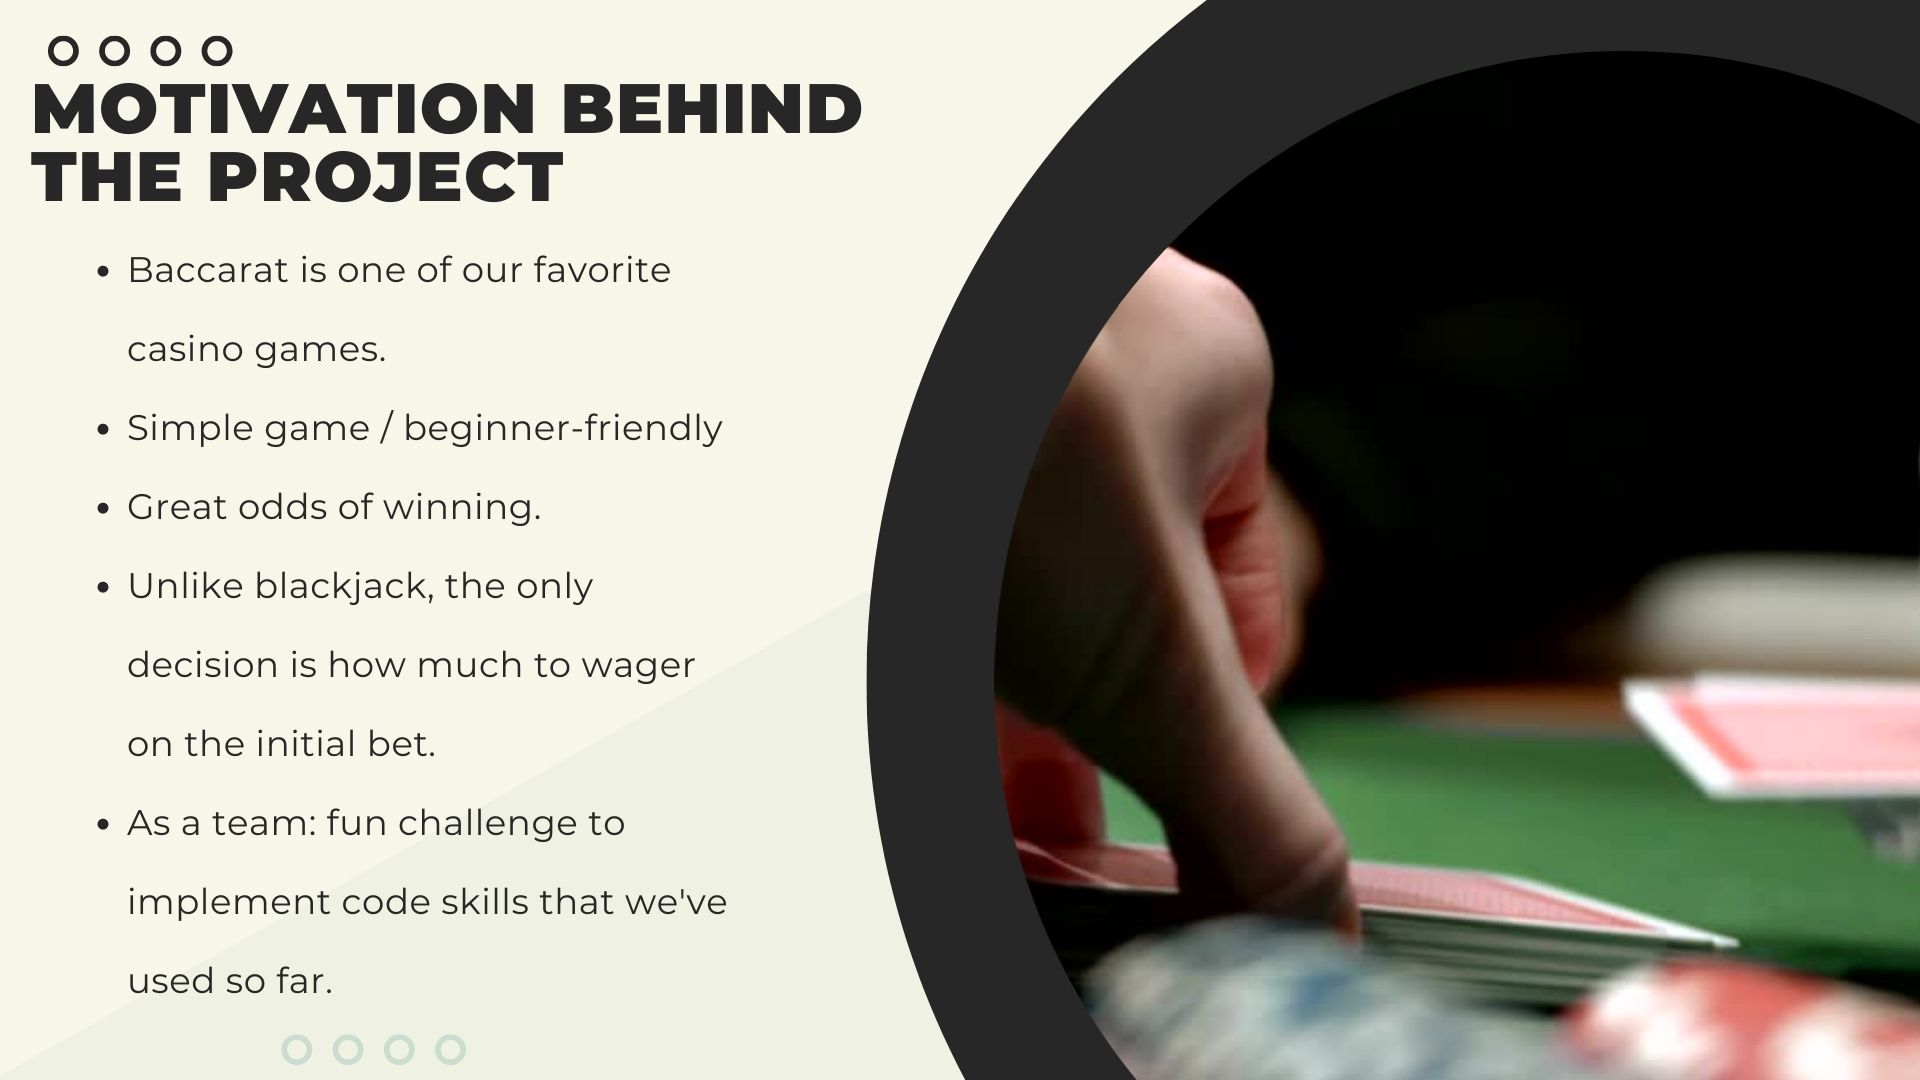 MOTIVATION BEHIND
THE PROJECT
• Baccarat is one of our favorite
casino games.
• Simple game / beginner-friendly
• Great odds of winning.
• Unlike blackjack, the only
decision is how much to wager
on the initial bet.
• As a team: fun challenge to
implement code skills that we've
used so far.